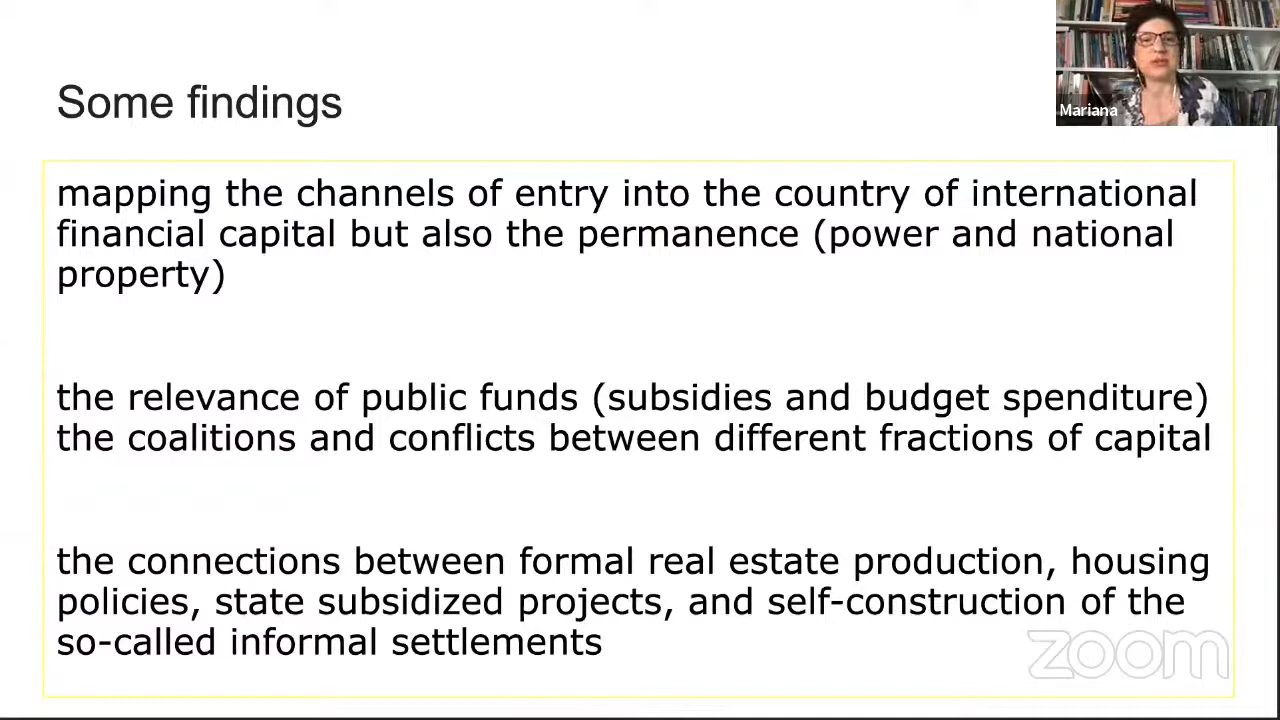 Mariana
Some findings
mapping the channels of entry into the country of international
financial capital but also the permanence (power and national
property)
the relevance of public funds (subsidies and budget spenditure)
the coalitions and conflicts between different fractions of capital
the connections between formal real estate production, housing
policies, state subsidized projects, and self-construction of the
so-called informal settlements
zoom